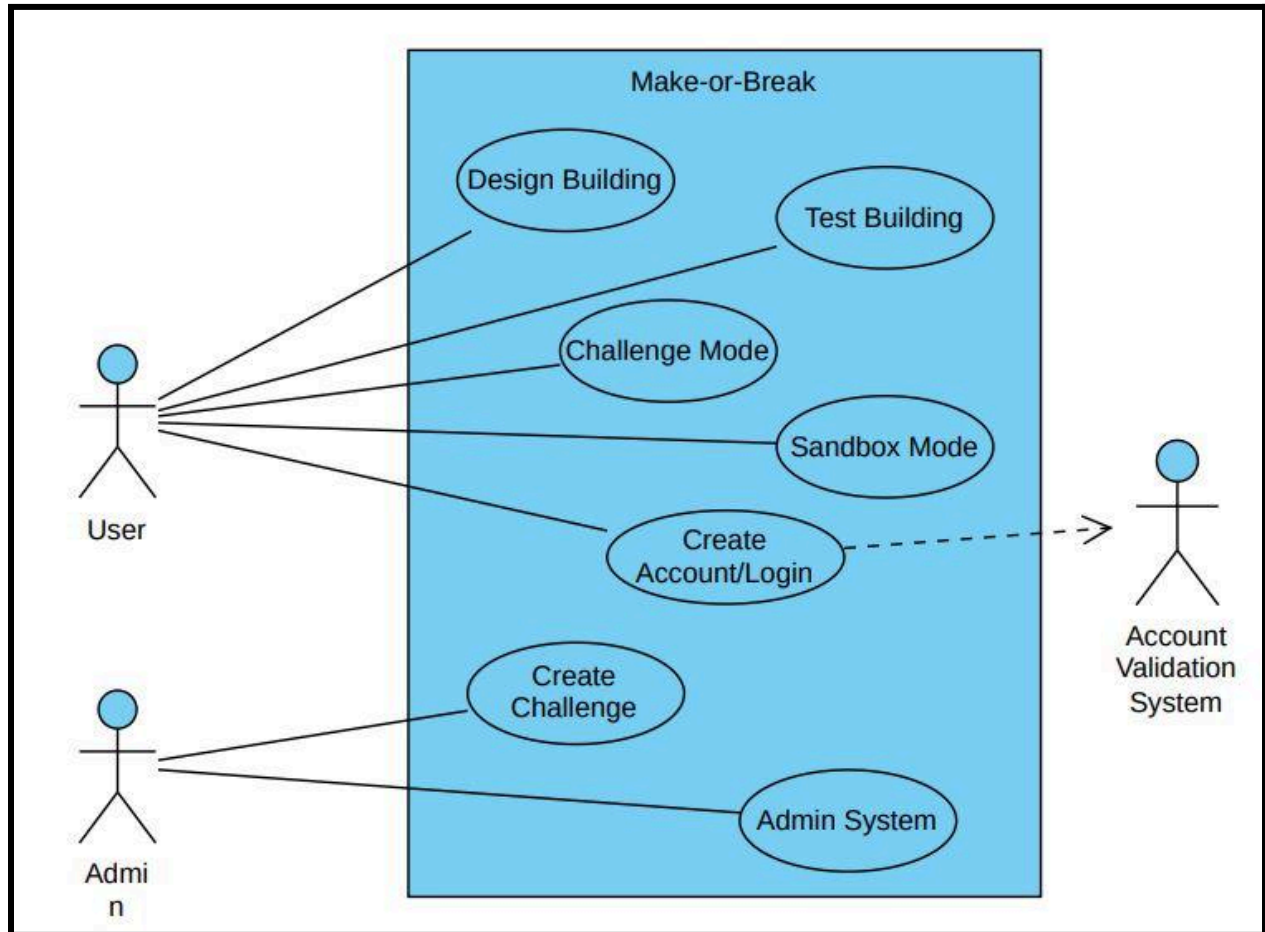 Make-or-Break
Design Building
Test Building
Challenge Mode
Sandbox Mode
User
Create
Account/Login
Account
Validation
System
Create
Challenge
Admin System
Admi
n